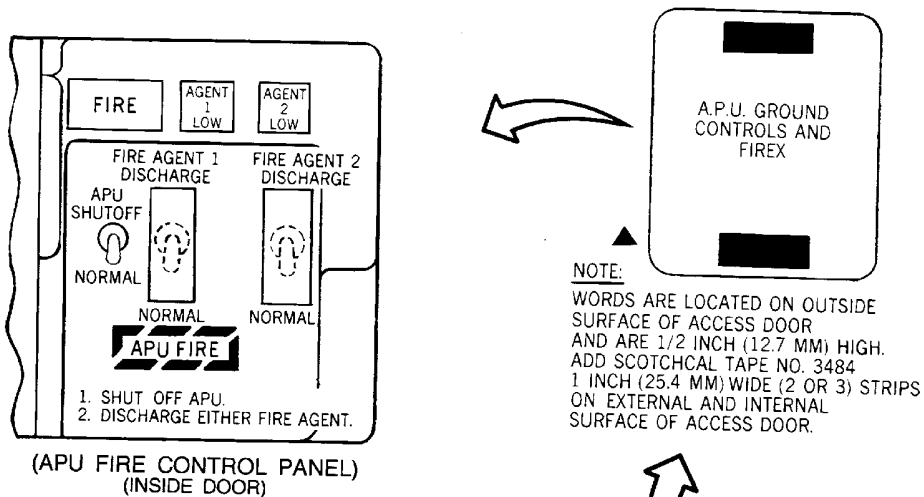 FIRE
AGENT
1
LOW
AGENT
2
LOW
FIRE AGENT 1
DISCHARGE
FIRE AGENT 2
DISCHARGE
APU
SHUTOFF
NORMAL
NORMAL
NORMAL
APU FIRE
1. SHUT OFF APU.
2. DISCHARGE EITHER FIRE AGENT.
(APU FIRE CONTROL PANEL)
(INSIDE DOOR)
A.P.U. GROUND
CONTROLS AND
FIREX
NOTE:
WORDS ARE LOCATED ON OUTSIDE
SURFACE OF ACCESS DOOR
AND ARE 1/2 INCH (12.7 MM) HIGH.
ADD SCOTCHCAL TAPE NO. 3484
1 INCH (25.4 MM) WIDE (2 OR 3) STRIPS
ON EXTERNAL AND INTERNAL
SURFACE OF ACCESS DOOR.